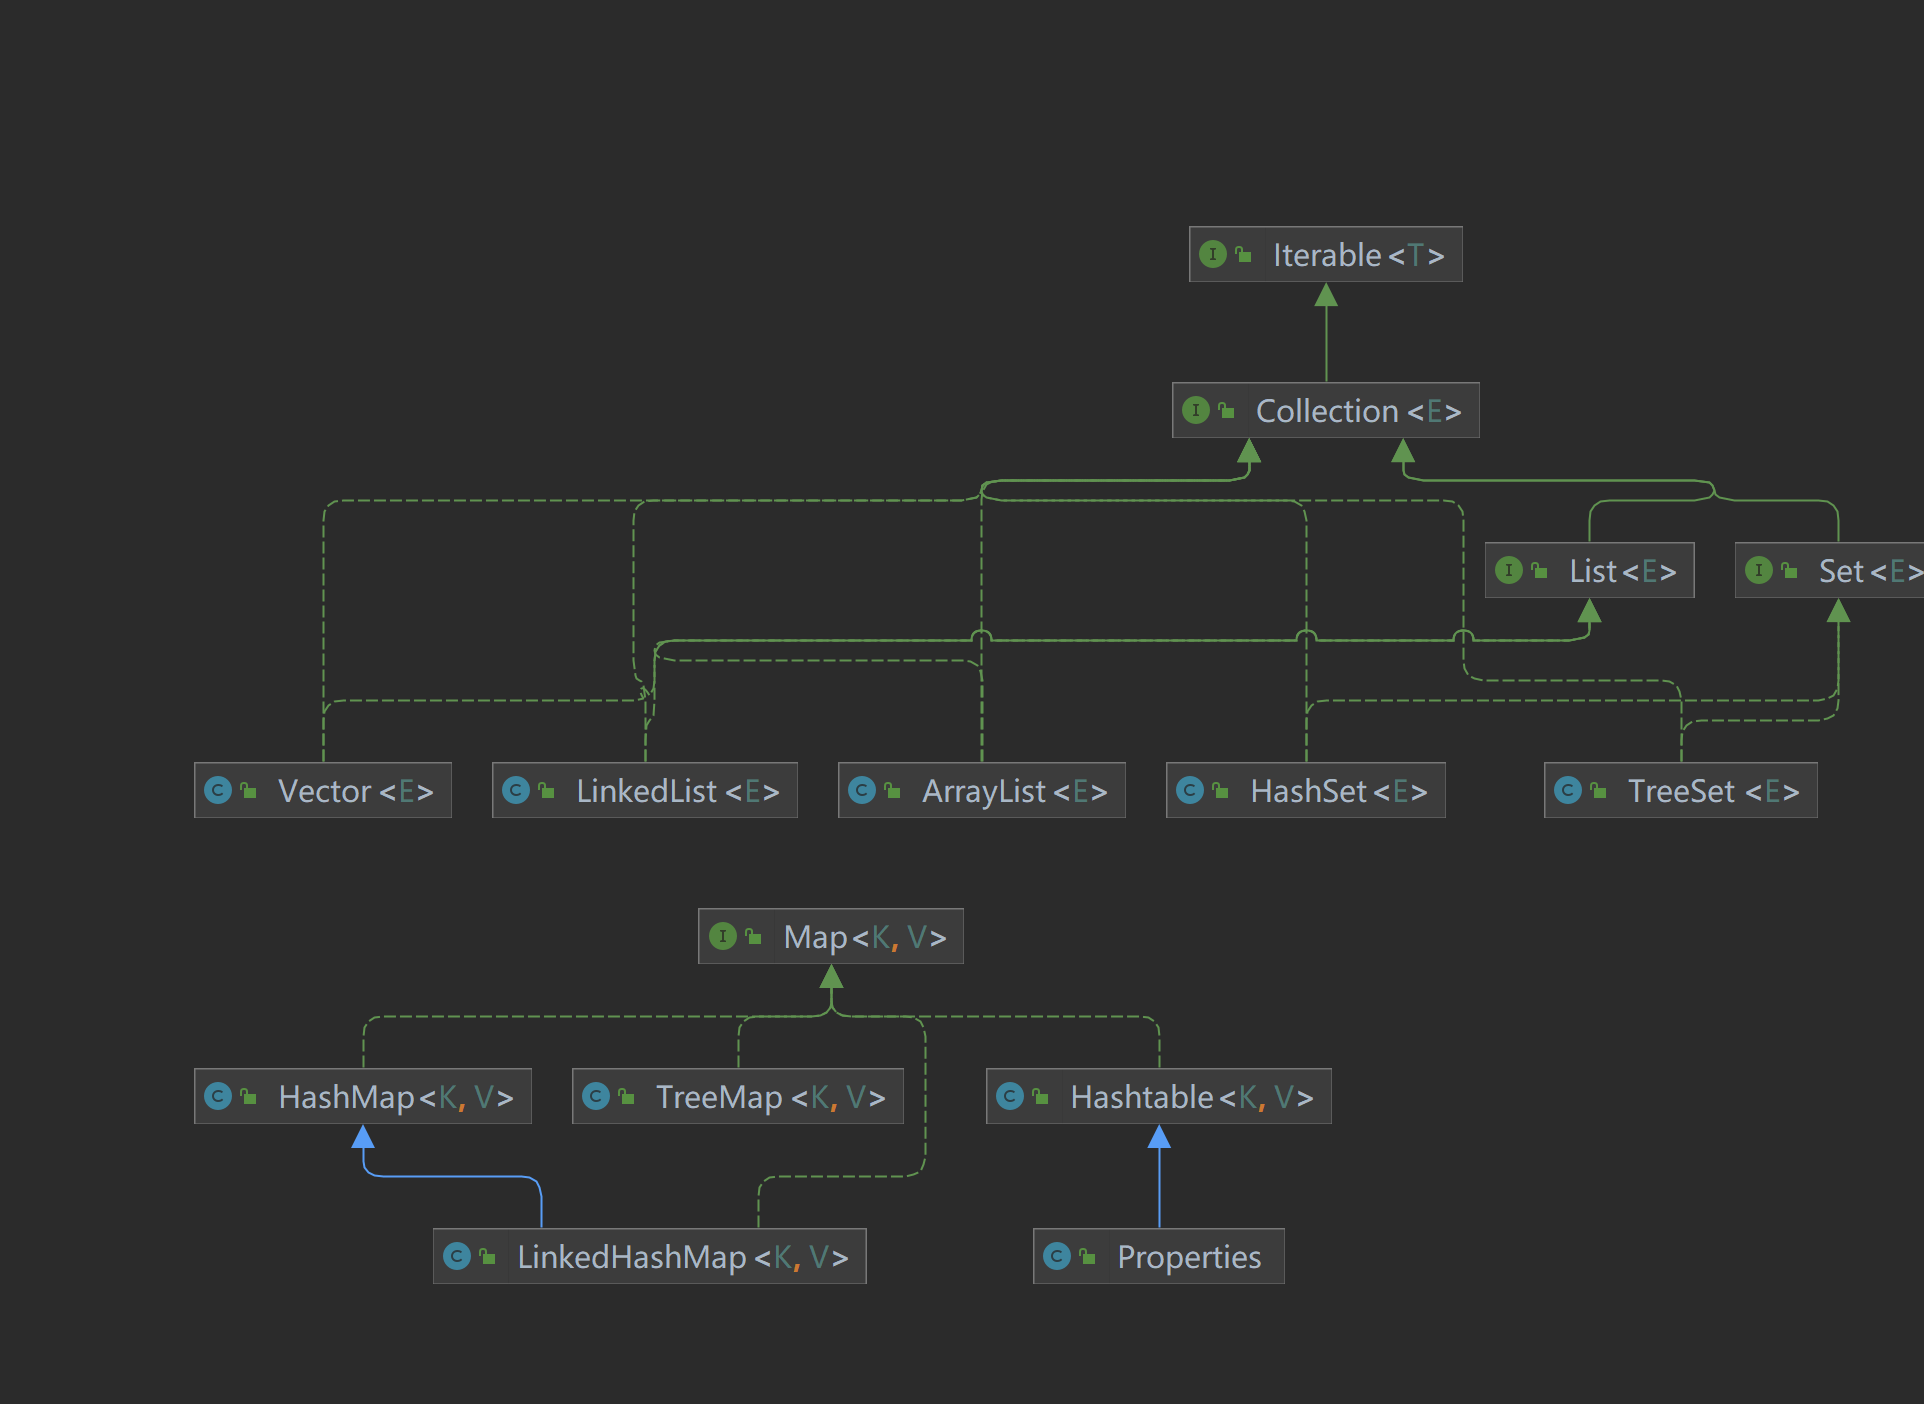 Iterable<T>
Collection<E>
List<E>
Set<E>
Vector<E>
LinkedList<E>
ArrayList<E>
HashSet<E>
TreeSet<E>
Map<K, V>
HashMap<K, V>
TreeMap<K, V>
Hashtable<K, V>
LinkedHashMap<K, V>
Properties